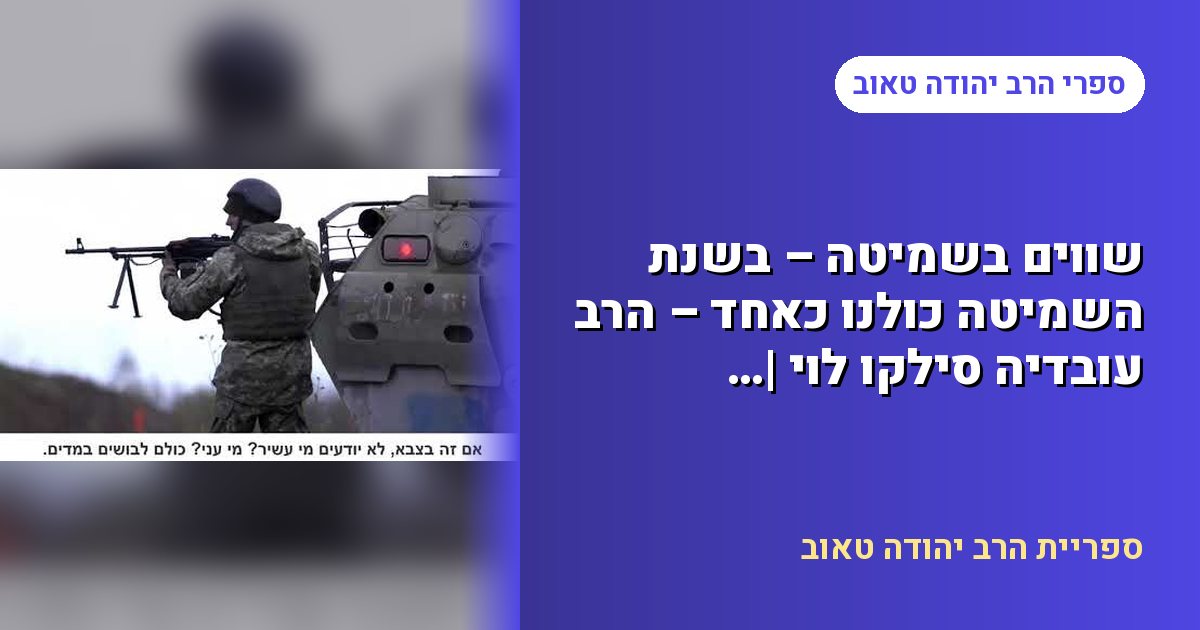 ספרי הרב יהודה טאוב
שווים בשמיטה – בשנת
השמיטה כולנו כאחד – הרב
עובדיה סילקו לוי |...
אם זה בצבא, לא יודעים מי עשיר? מי עני? כולם לבושים במדים.
ספריית הרב יהודה טאוב